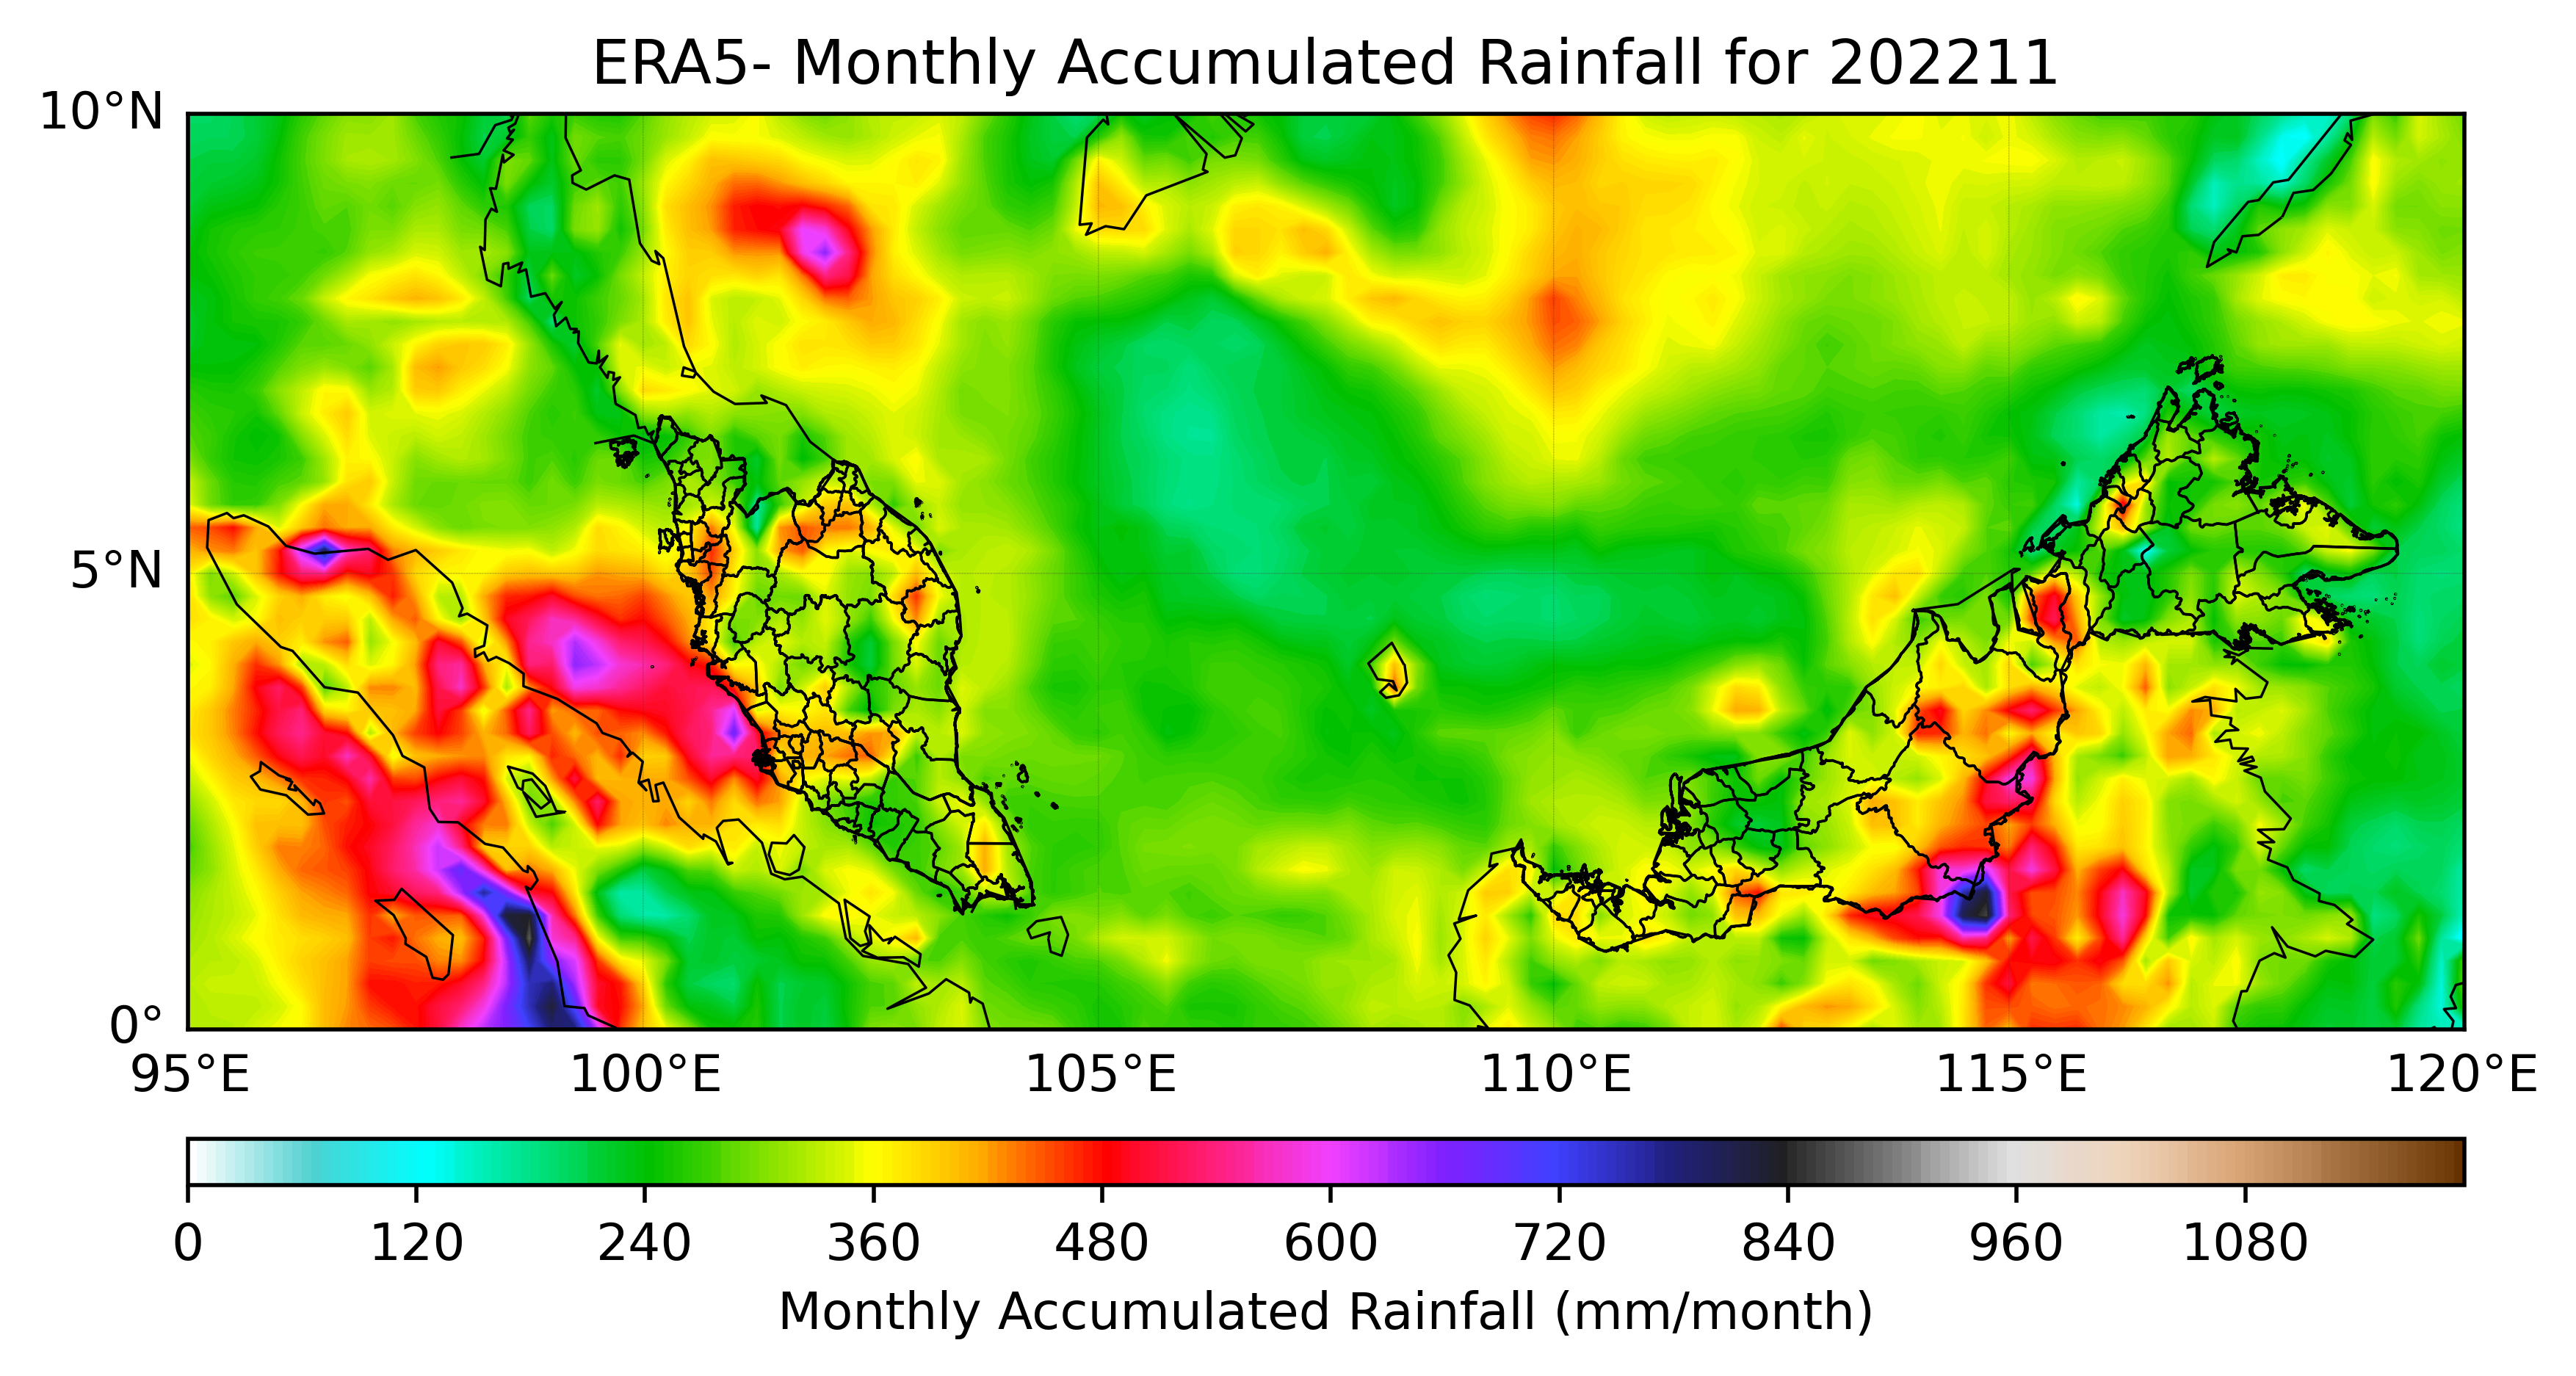 ERA5- Monthly Accumulated Rainfall for 202211
10°N
5°N
0°
95°E 100°E 105°E 110°E 115°E 120°E
0 120 240 360 480 600 720 840 960 1080
Monthly Accumulated Rainfall (mm/month)